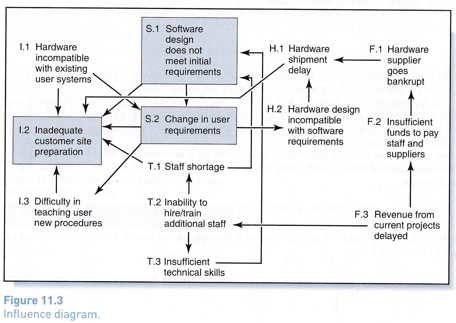 S.1 Software
design
does not
meet initial
requirements
I.1 Hardware
incompatible
with existing
user systems
H.1 Hardware
shipment
delay
F.1 Hardware
supplier
goes
bankrupt
S.2 Change in user
requirements
H.2 Hardware design
incompatible
with software
requirements
F.2 Insufficient
funds to pay
staff and
suppliers
I.2 Inadequate
customer site
preparation
T.1 Staff shortage
I.3 Difficulty in
teaching user
new procedures
T.2 Inability to
hire/train
additional staff
F.3 Revenue from
current projects
delayed
T.3 Insufficient
technical skills
Figure 11.3
Influence diagram.